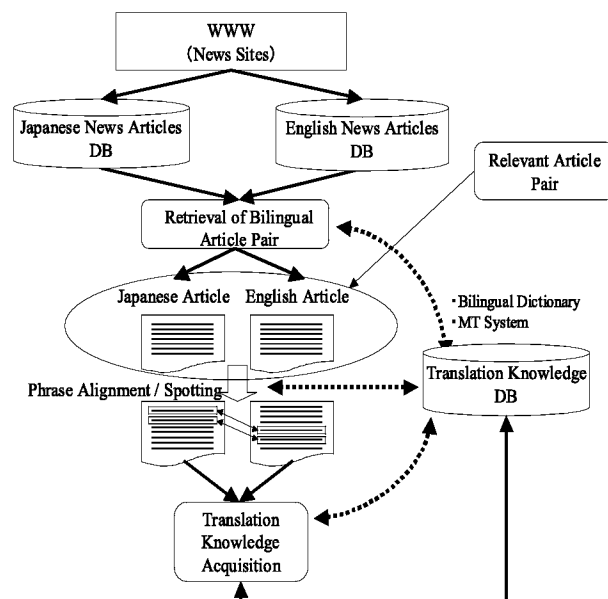 WWW
(News Sites)
Japanese News Articles
DB
English News Articles
DB
Relevant Article
Pair
Retrieval of Bilingual
Article Pair
Japanese Article
English Article
・Bilingual Dictionary
・MT System
Translation Knowledge
DB
Phrase Alignment / Spotting
Translation
Knowledge
Acquisition